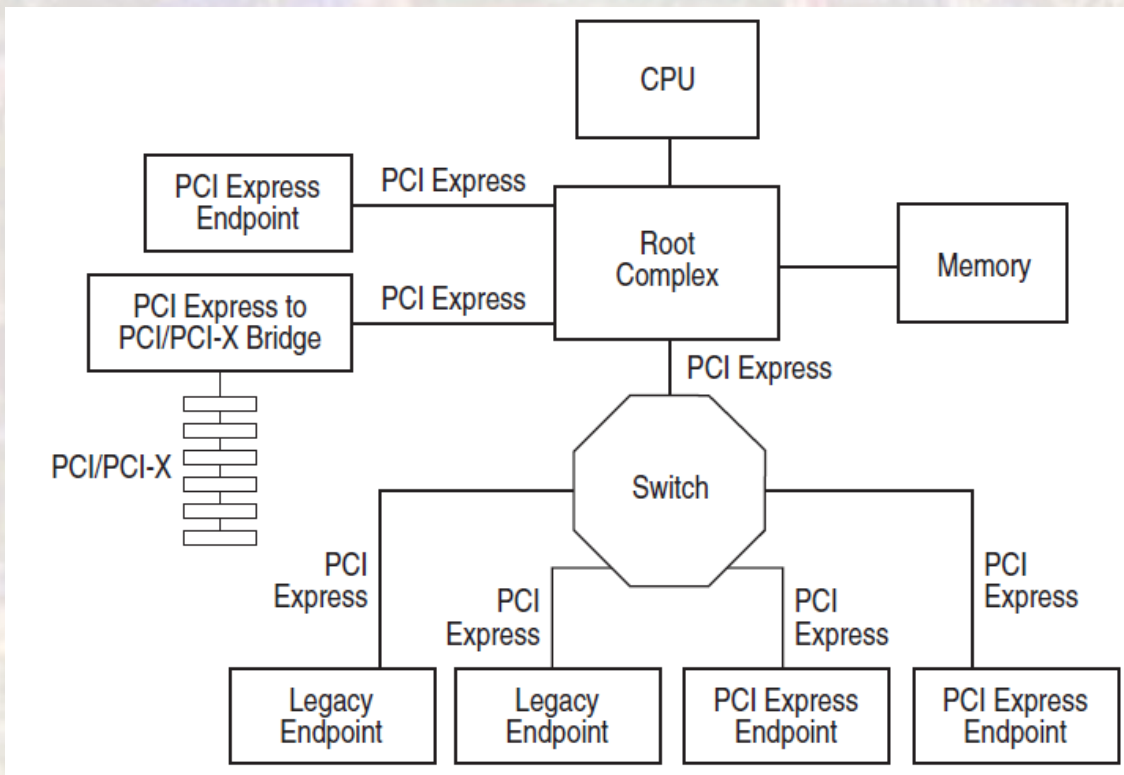 CPU
PCI Express
Endpoint
PCI Express
Root
Complex
Memory
PCI Express to
PCI/PCI-X Bridge
PCI Express
PCI Express
PCI/PCI-X
Switch
PCI
Express
PCI
Express
PCI
Express
PCI
Express
Legacy
Endpoint
Legacy
Endpoint
PCI Express
Endpoint
PCI Express
Endpoint